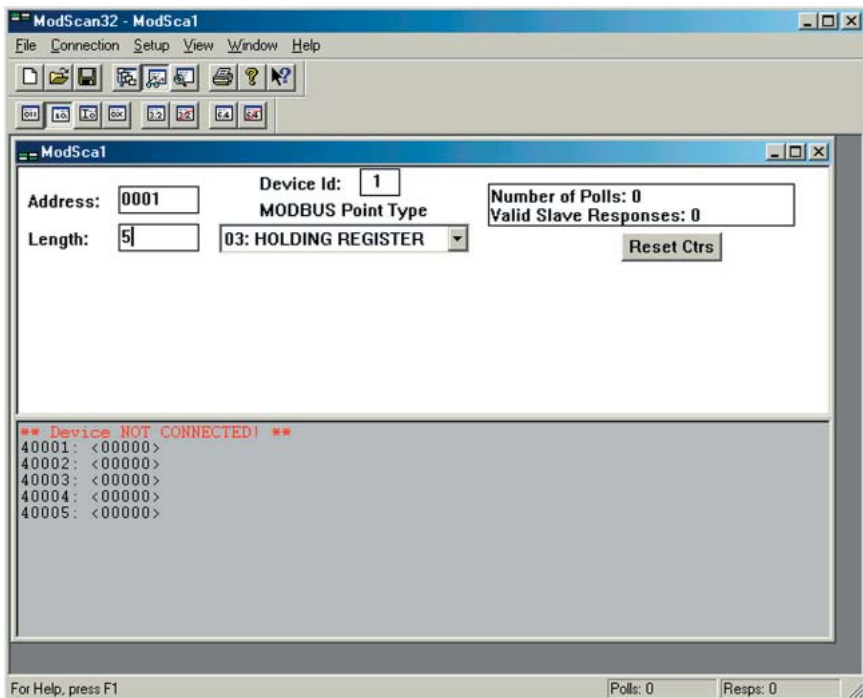 ModScan32 - ModSca1
File Connection Setup View Window Help
ModSca1
Address: 0001
Device Id: 1
MODBUS Point Type
Length: 5
03: HOLDING REGISTER
Number of Polls: 0
Valid Slave Responses: 0
Reset Ctrs
** Device NOT CONNECTED! **
40001: <00000>
40002: <00000>
40003: <00000>
40004: <00000>
40005: <00000>
For Help, press F1
Polls: 0
Resps: 0